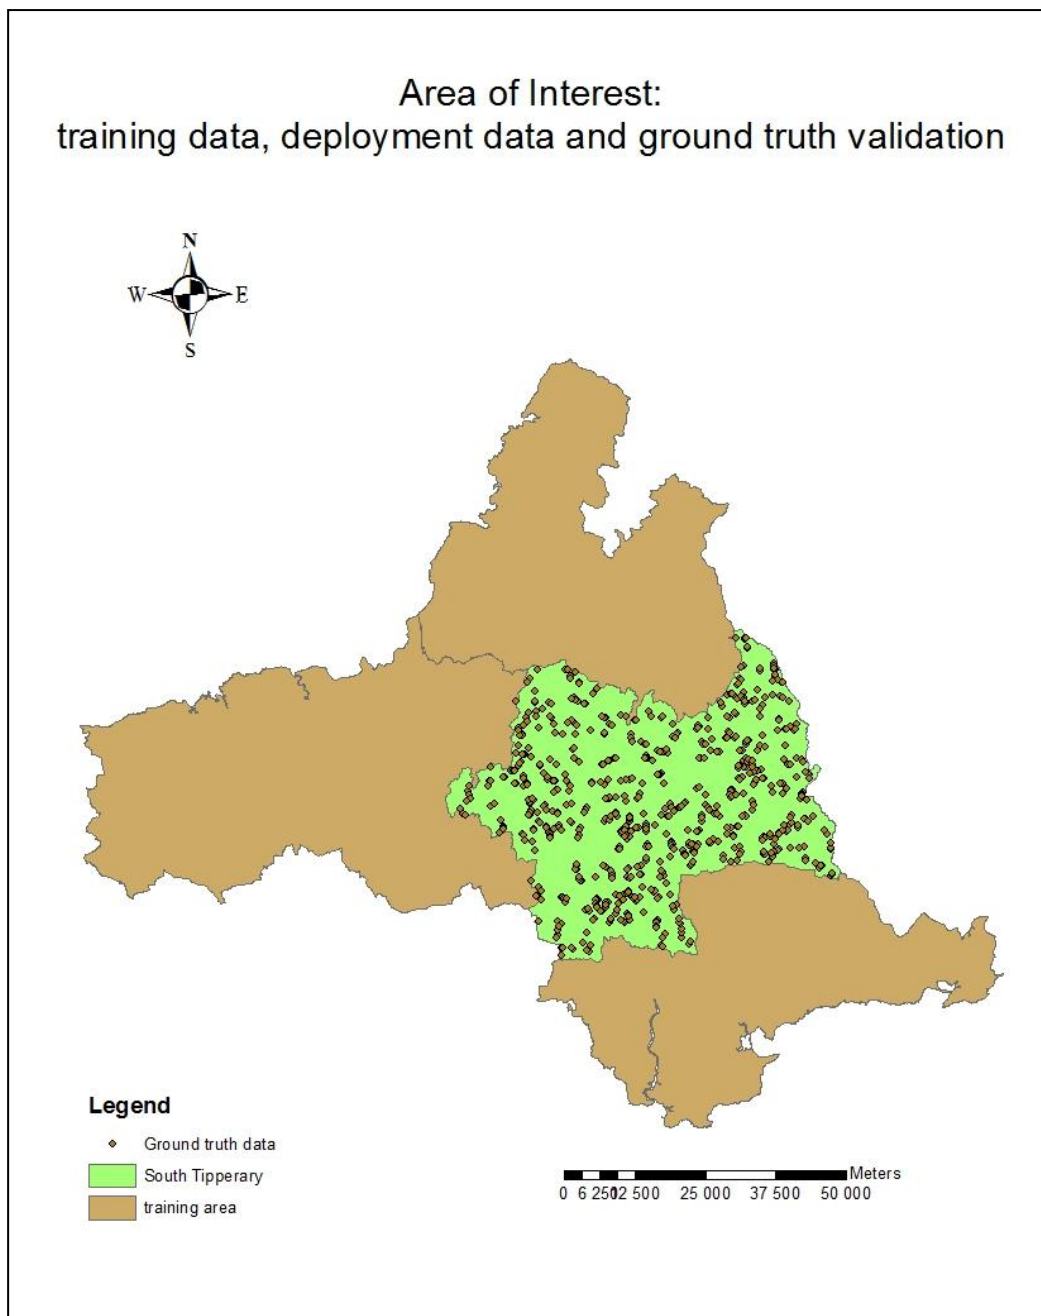 Area of Interest:
training data, deployment data and ground truth validation
N
W E
S
Legend
Ground truth data
South Tipperary
training area
Meters
0 6 250 12 500 25 000 37 500 50 000